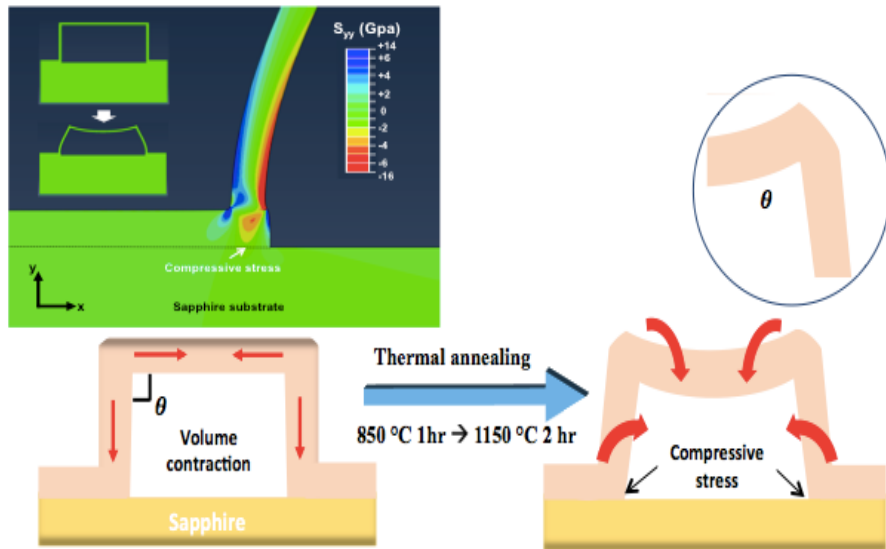 S_yy (Gpa)
+14
+6
+4
+2
0
-2
-4
-6
-16
Compressive stress
y
x
Sapphire substrate
θ
θ
Volume
contraction
Sapphire
Thermal annealing
850 °C 1hr → 1150 °C 2 hr
Compressive
stress